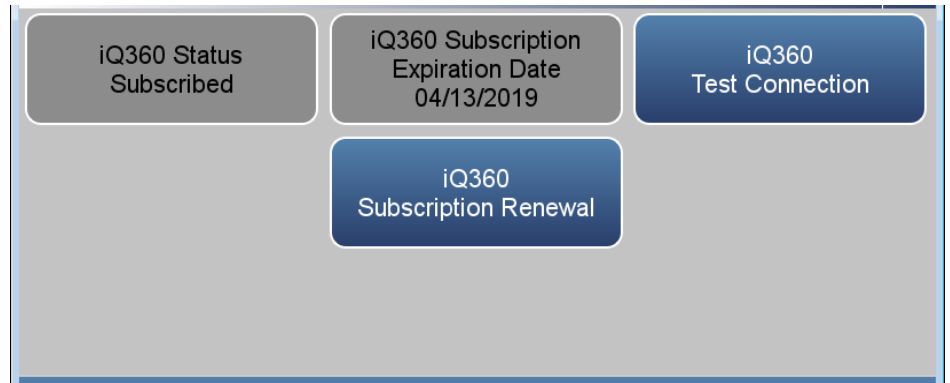 iQ360 Status
Subscribed
iQ360 Subscription
Expiration Date
04/13/2019
iQ360
Test Connection
iQ360
Subscription Renewal